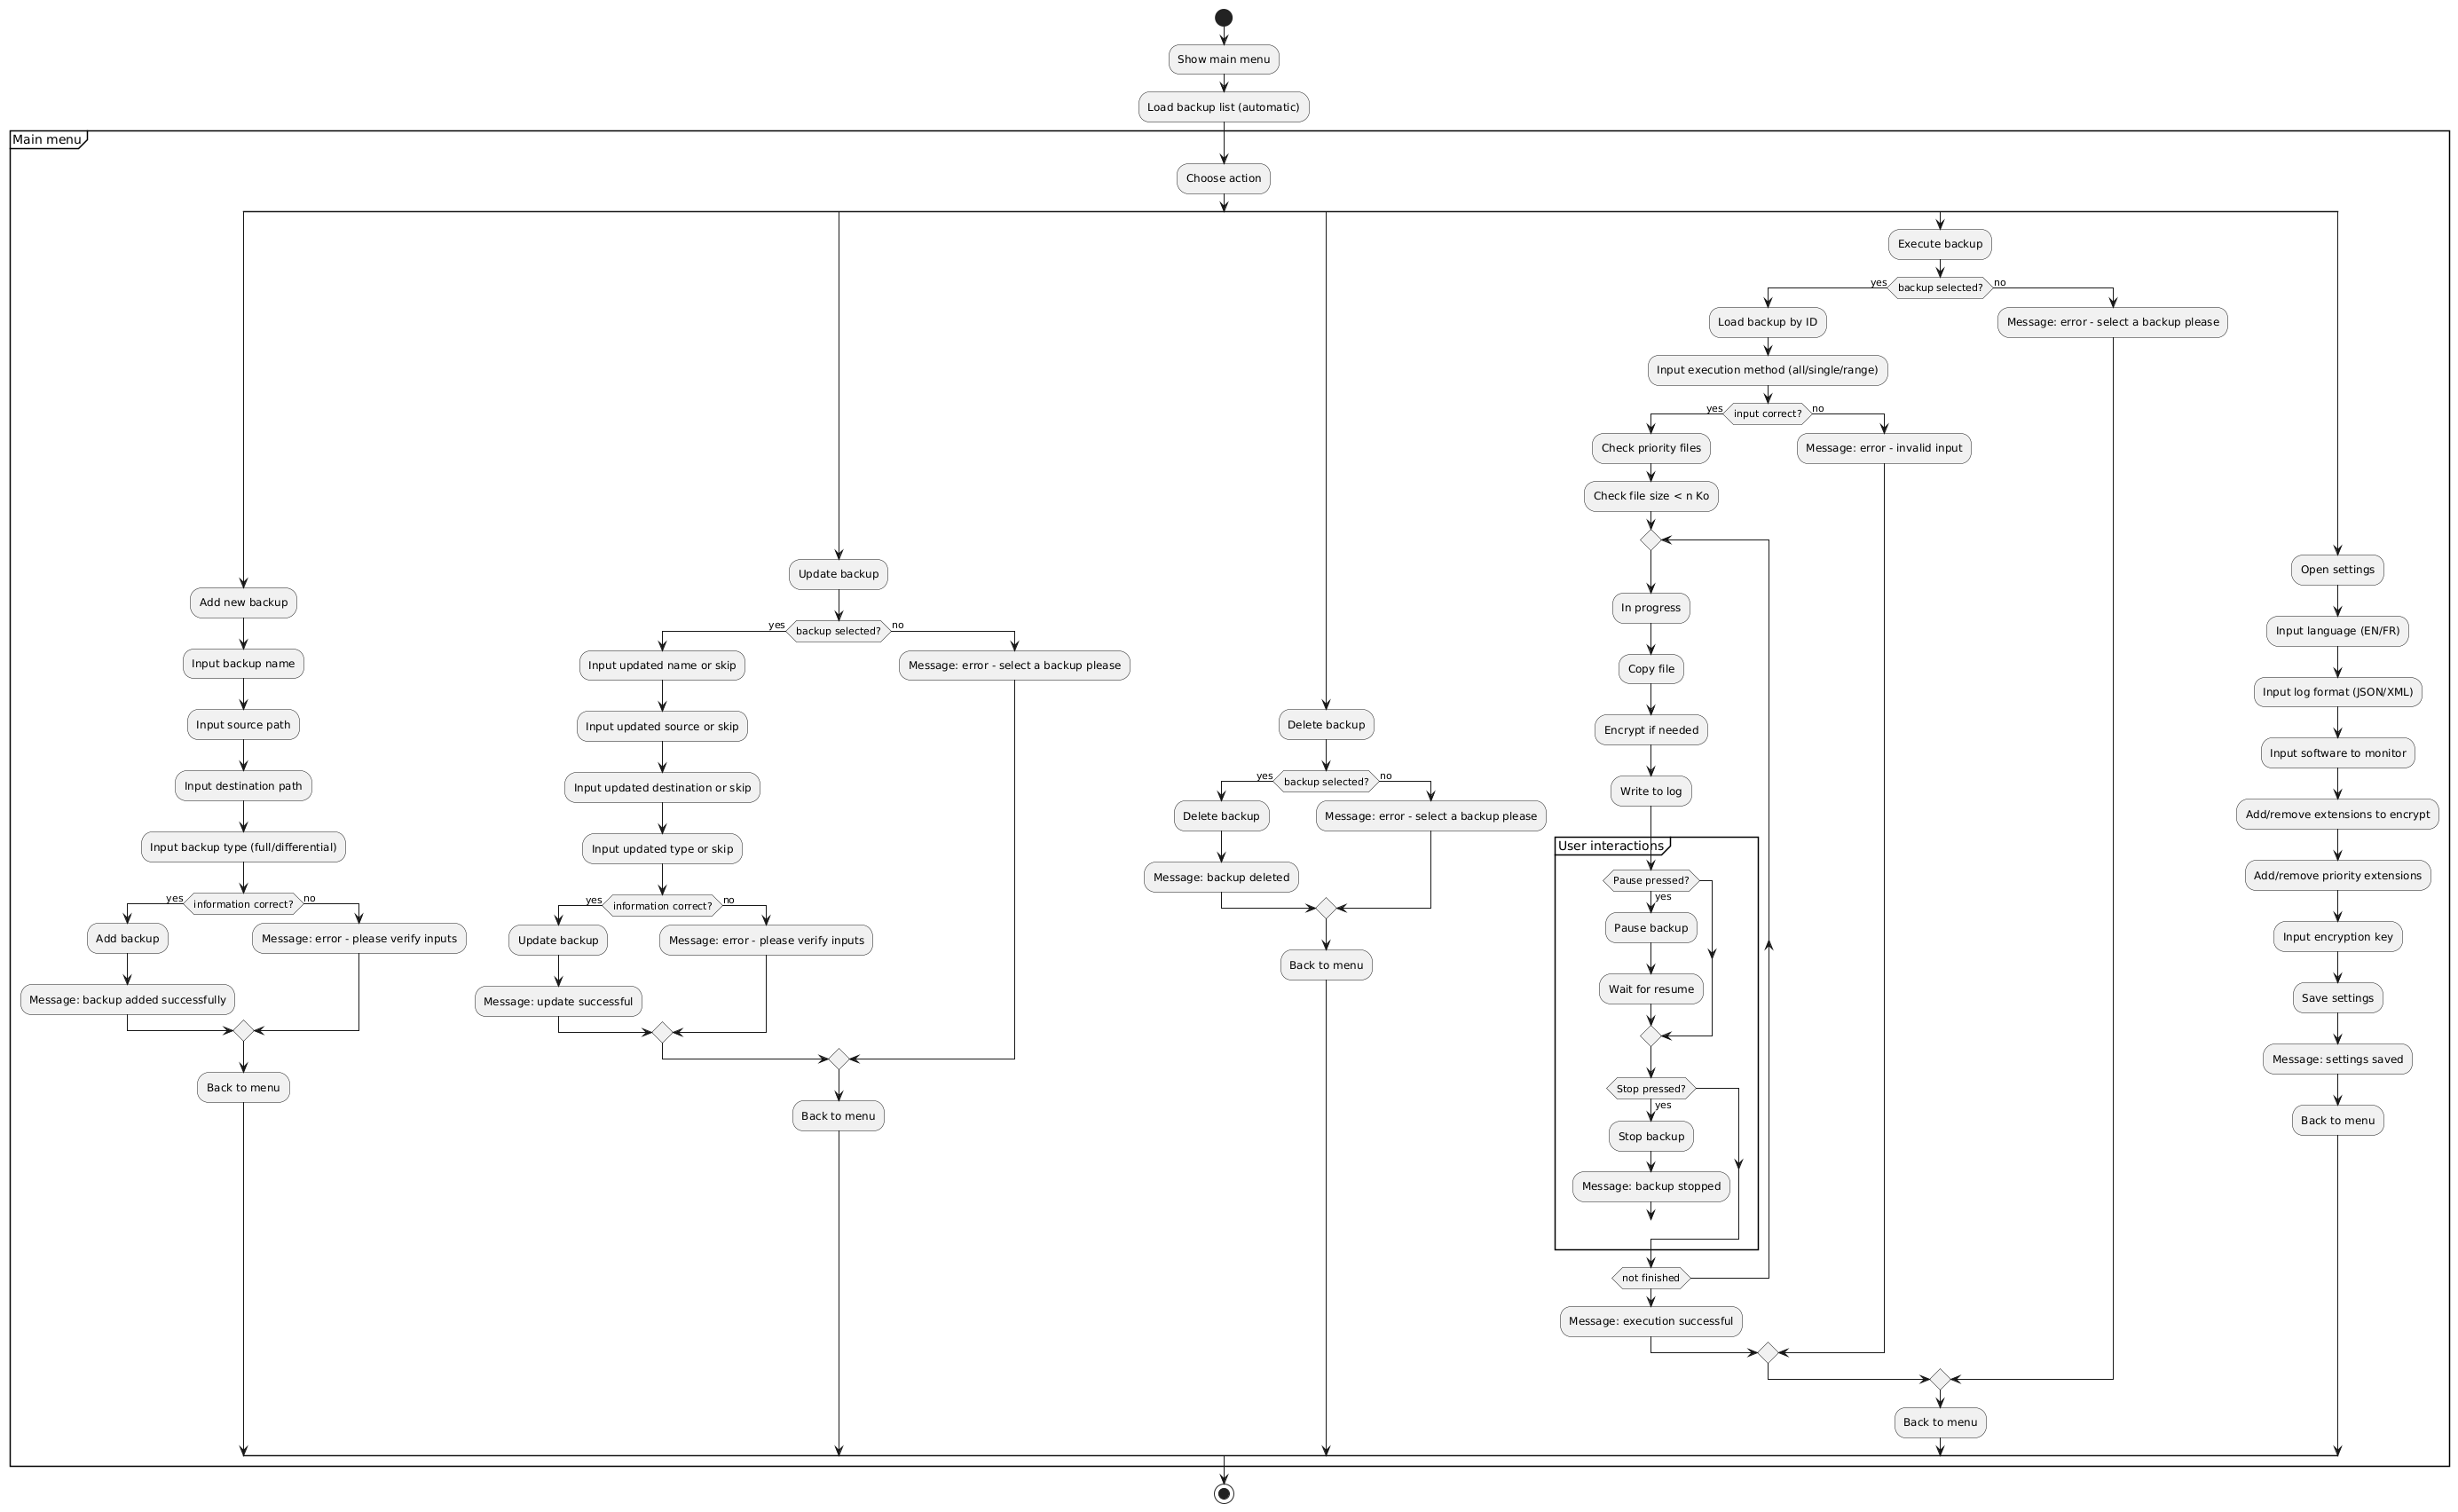 Show main menu
Load backup list (automatic)
Main menu
Choose action
Add new backup
Input backup name
Input source path
Input destination path
Input backup type (full/differential)
yes
information correct?
no
Add backup
Message: error - please verify inputs
Message: backup added successfully
Back to menu
Update backup
yes
backup selected?
no
Input updated name or skip
Message: error - select a backup please
Input updated source or skip
Input updated destination or skip
Input updated type or skip
yes
information correct?
no
Update backup
Message: error - please verify inputs
Message: update successful
Back to menu
Delete backup
yes
backup selected?
no
Delete backup
Message: error - select a backup please
Message: backup deleted
Back to menu
Execute backup
yes
backup selected?
no
Load backup by ID
Message: error - select a backup please
Input execution method (all/single/range)
yes
input correct?
no
Check priority files
Message: error - invalid input
Check file size < n Ko
In progress
Copy file
Encrypt if needed
Write to log
User interactions
Pause pressed?
yes
Pause backup
Wait for resume
Stop pressed?
yes
Stop backup
Message: backup stopped
not finished
Message: execution successful
Back to menu
Open settings
Input language (EN/FR)
Input log format (JSON/XML)
Input software to monitor
Add/remove extensions to encrypt
Add/remove priority extensions
Input encryption key
Save settings
Message: settings saved
Back to menu